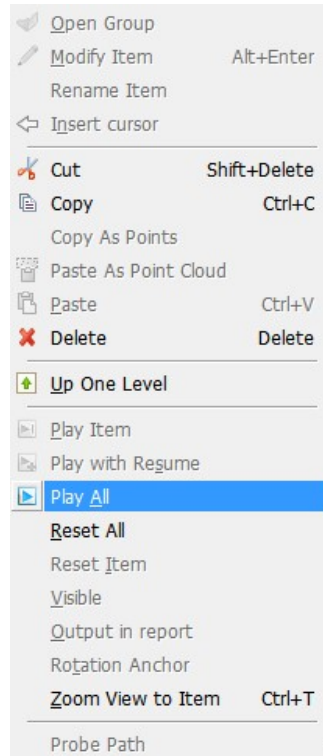 Open Group
Modify Item Alt+Enter
Rename Item
Insert cursor
Cut Shift+Delete
Copy Ctrl+C
Copy As Points
Paste As Point Cloud
Paste Ctrl+V
Delete Delete
Up One Level
Play Item
Play with Resume
Play All
Reset All
Reset Item
Visible
Output in report
Rotation Anchor
Zoom View to Item Ctrl+T
Probe Path